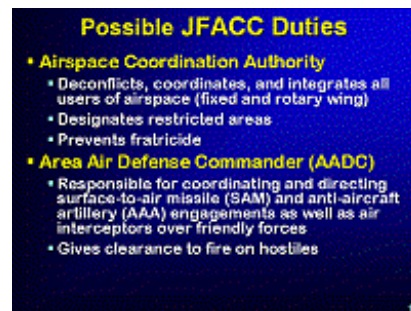 Possible JFACC Duties
• Airspace Coordination Authority
• Deconflicts, coordinates, and integrates all
users of airspace (fixed and rotary wing)
• Designates restricted areas
• Prevents fratricide
• Area Air Defense Commander (AADC)
• Responsible for coordinating and directing
surface-to-air missile (SAM) and anti-aircraft
artillery (AAA) engagements as well as air
interceptors over friendly forces
• Gives clearance to fire on hostiles